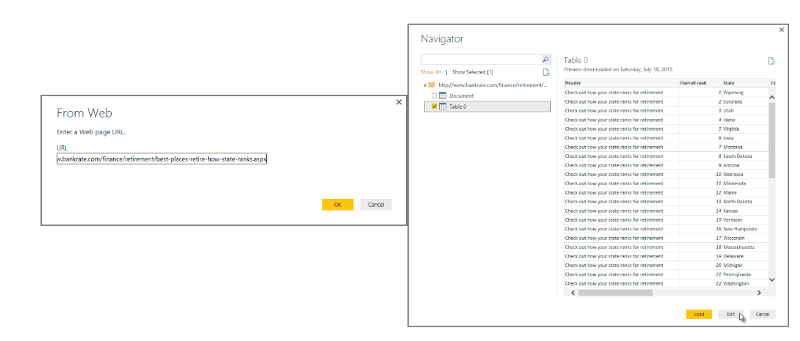 From Web
Enter a Web page URL.
URL
w.bankrate.com/finance/retirement/best-places-retire-how-state-ranks.aspx
OK Cancel
Navigator
Show All | Show Selected [1]
http://www.bankrate.com/finance/retirement/...
Document
Table 0
Table 0
Preview downloaded on Saturday, July 18, 2015
Header Overall rank State
Check out how your state ranks for retirement 1 Wyoming
Check out how your state ranks for retirement 2 Colorado
Check out how your state ranks for retirement 3 Utah
Check out how your state ranks for retirement 4 Idaho
Check out how your state ranks for retirement 5 Virginia
Check out how your state ranks for retirement 6 Iowa
Check out how your state ranks for retirement 7 Montana
Check out how your state ranks for retirement 8 South Dakota
Check out how your state ranks for retirement 9 Arizona
Check out how your state ranks for retirement 10 Nebraska
Check out how your state ranks for retirement 11 Minnesota
Check out how your state ranks for retirement 12 Maine
Check out how your state ranks for retirement 13 North Dakota
Check out how your state ranks for retirement 14 Kansas
Check out how your state ranks for retirement 15 Vermont
Check out how your state ranks for retirement 16 New Hampshire
Check out how your state ranks for retirement 17 Wisconsin
Check out how your state ranks for retirement 18 Massachusetts
Check out how your state ranks for retirement 19 Delaware
Check out how your state ranks for retirement 20 Michigan
Check out how your state ranks for retirement 21 Pennsylvania
Check out how your state ranks for retirement 22 Washington
Load Edit Cancel